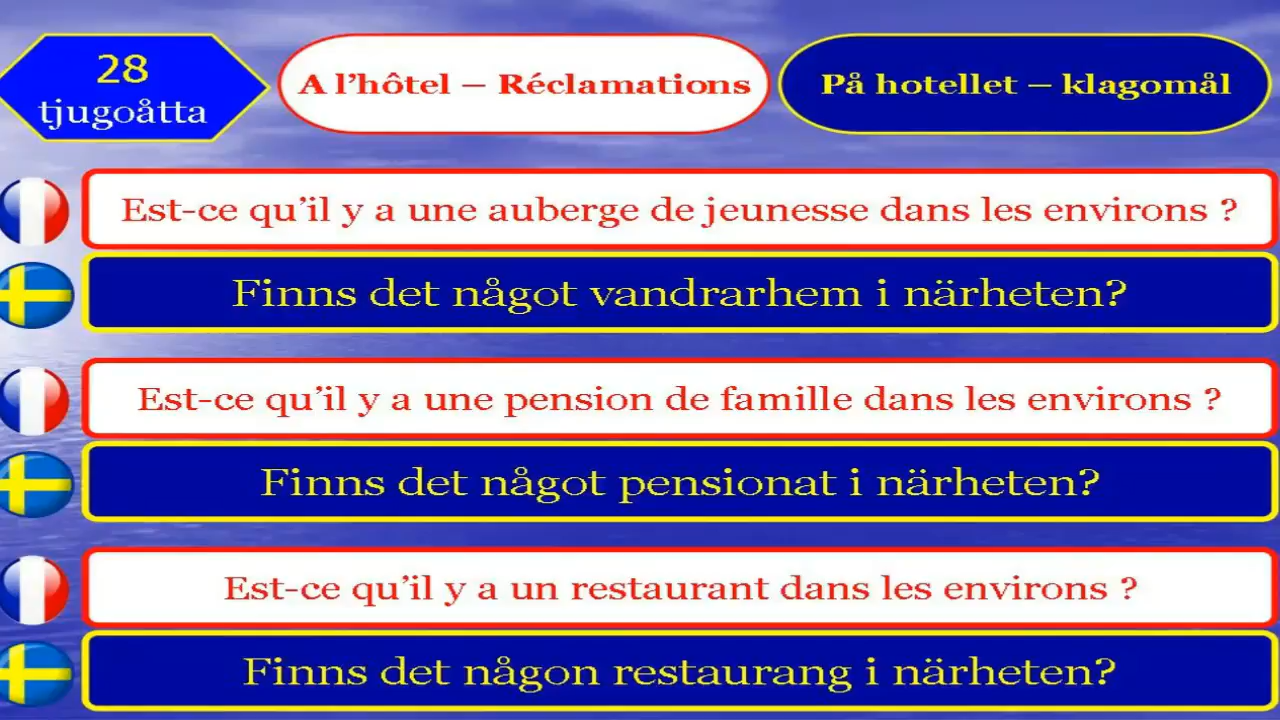 28
tjugoåtta
A l’hôtel – Réclamations
På hotellet – klagomål
Est-ce qu’il y a une auberge de jeunesse dans les environs ?
Finns det något vandrarhem i närheten?
Est-ce qu’il y a une pension de famille dans les environs ?
Finns det något pensionat i närheten?
Est-ce qu’il y a un restaurant dans les environs ?
Finns det någon restaurang i närheten?